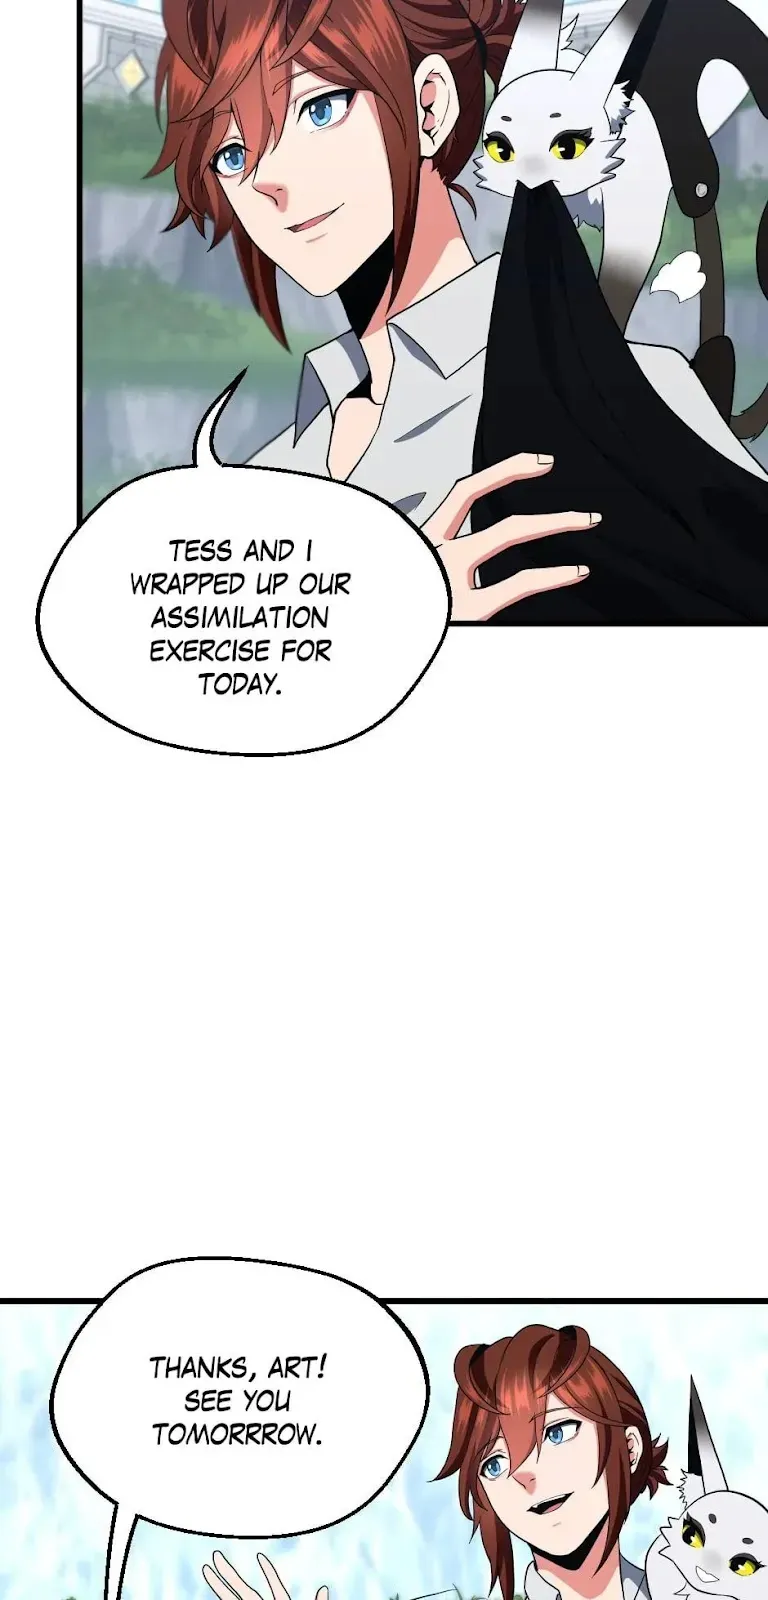 TESS AND I
WRAPPED UP OUR
ASSIMILATION
EXERCISE FOR
TODAY.
THANKS, ART!
SEE YOU
TOMORRROW.